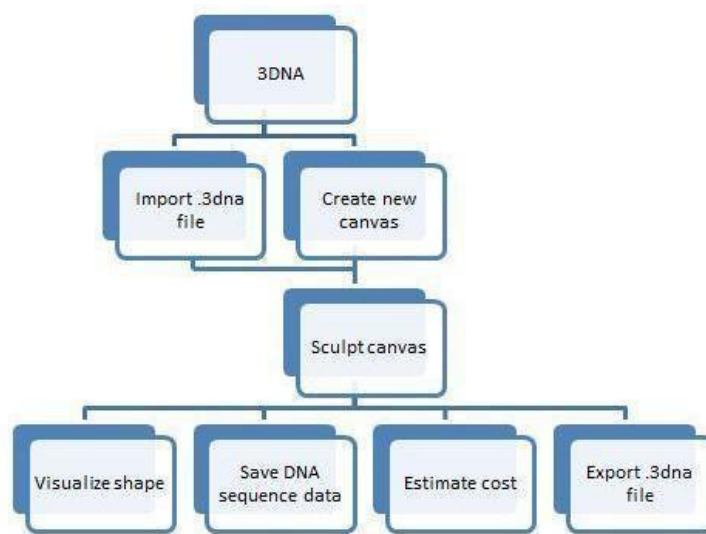 3DNA
Import .3dna
file
Create new
canvas
Sculpt canvas
Visualize shape
Save DNA
sequence data
Estimate cost
Export .3dna
file